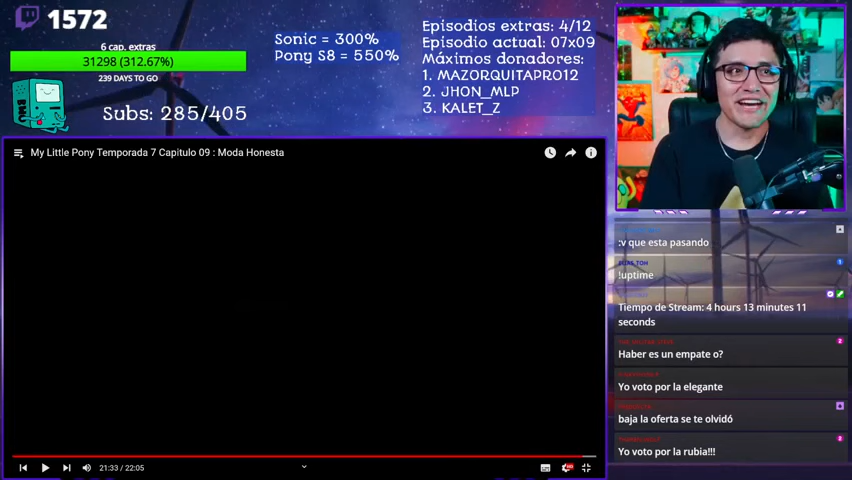 1572
6 cap. extras
31298 (312.67%)
239 DAYS TO GO
BMO
Subs: 285/405
Sonic = 300%
Pony S8 = 550%
Episodios extras: 4/12
Episodio actual: 07x09
Máximos donadores:
1. MAZORQUITAPRO12
2. JHON_MLP
3. KALET_Z
My Little Pony Temporada 7 Capitulo 09 : Moda Honesta
:v que esta pasando
!uptime
Tiempo de Stream: 4 hours 13 minutes 11
seconds
Haber es un empate o?
Yo voto por la elegante
baja la oferta se te olvidó
Yo voto por la rubia!!!
21:33 / 22:05